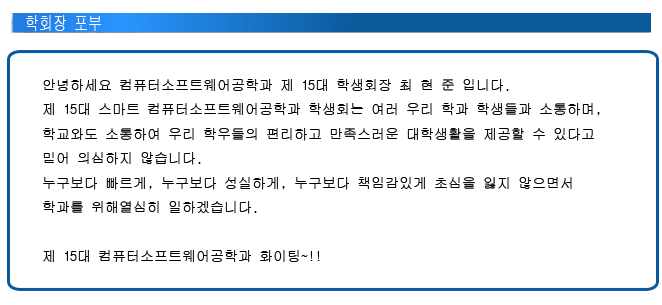 학회장 포부
안녕하세요 컴퓨터소프트웨어공학과 제 15대 학생회장 최 현 준 입니다.
제 15대 스마트 컴퓨터소프트웨어공학과 학생회는 여러 우리 학과 학생들과 소통하며,
학교와도 소통하여 우리 학우들의 편리하고 만족스러운 대학생활을 제공할 수 있다고
믿어 의심하지 않습니다.
누구보다 빠르게, 누구보다 성실하게, 누구보다 책임감있게 초심을 잃지 않으면서
학과를 위해열심히 일하겠습니다.
제 15대 컴퓨터소프트웨어공학과 화이팅~!!